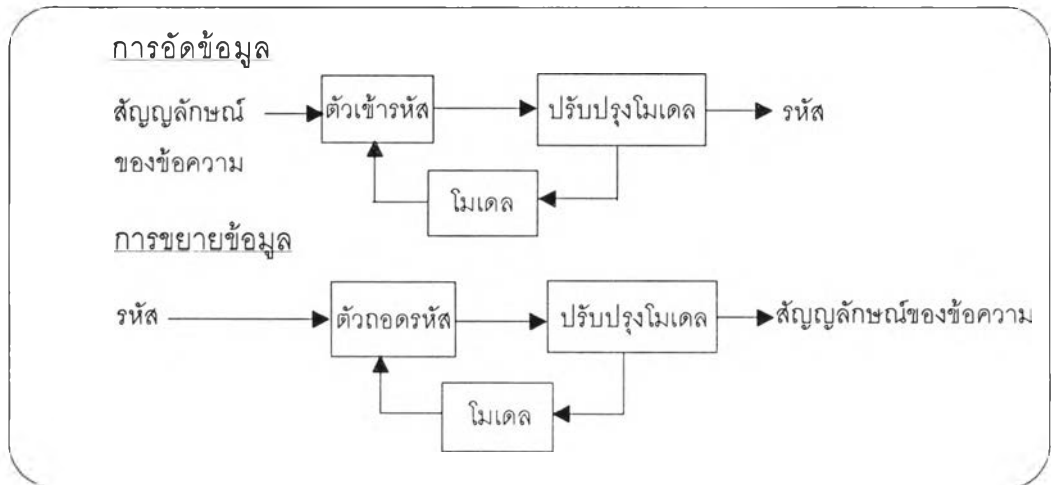 การอัดข้อมูล
สัญญลักษณ์
ของข้อความ
ตัวเข้ารหัส
ปรับปรุงโมเดล
รหัส
โมเดล
การขยายข้อมูล
รหัส
ตัวถอดรหัส
ปรับปรุงโมเดล
สัญญลักษณ์ของข้อความ
โมเดล